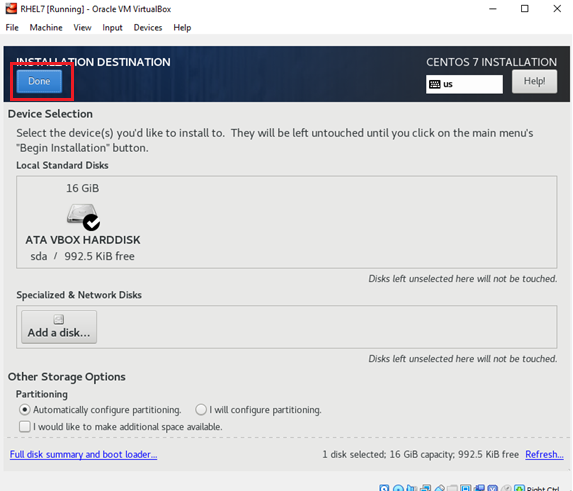 RHEL7 [Running] - Oracle VM VirtualBox
File Machine View Input Devices Help
INSTALLATION DESTINATION
CENTOS 7 INSTALLATION
Done
us
Help!
Device Selection
Select the device(s) you'd like to install to. They will be left untouched until you click on the main menu's
"Begin Installation" button.
Local Standard Disks
16 GiB
ATA VBOX HARDDISK
sda / 992.5 KiB free
Disks left unselected here will not be touched.
Specialized & Network Disks
Add a disk...
Disks left unselected here will not be touched.
Other Storage Options
Partitioning
Automatically configure partitioning. I will configure partitioning.
I would like to make additional space available.
Full disk summary and boot loader... 1 disk selected; 16 GiB capacity; 992.5 KiB free Refresh...
Right Ctrl